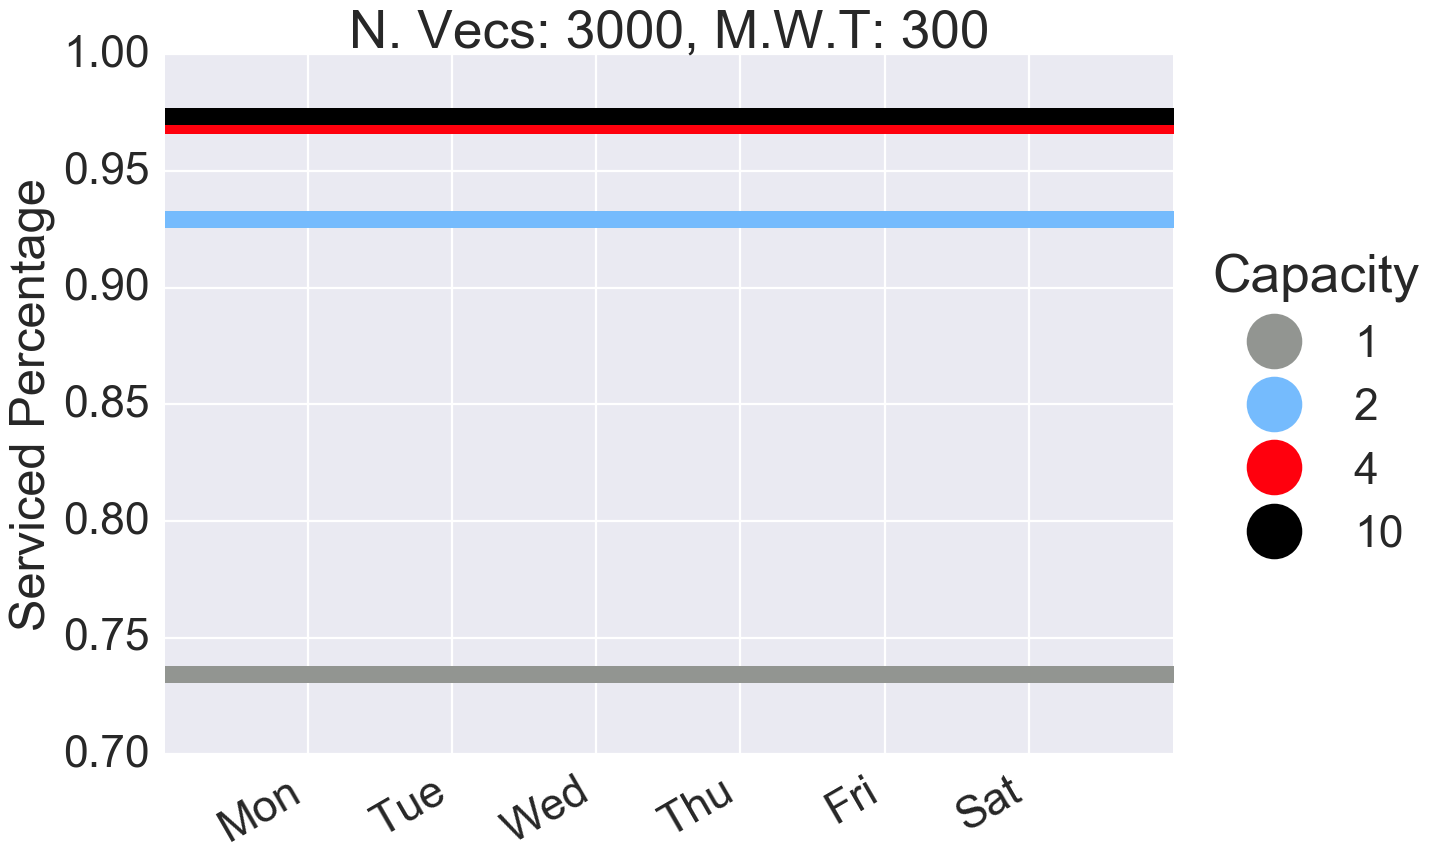 N. Vecs: 3000, M.W.T: 300
1.00
0.95
0.90
0.85
0.80
0.75
0.70
Serviced Percentage
Mon
Tue
Wed
Thu
Fri
Sat
Capacity
1
2
4
10